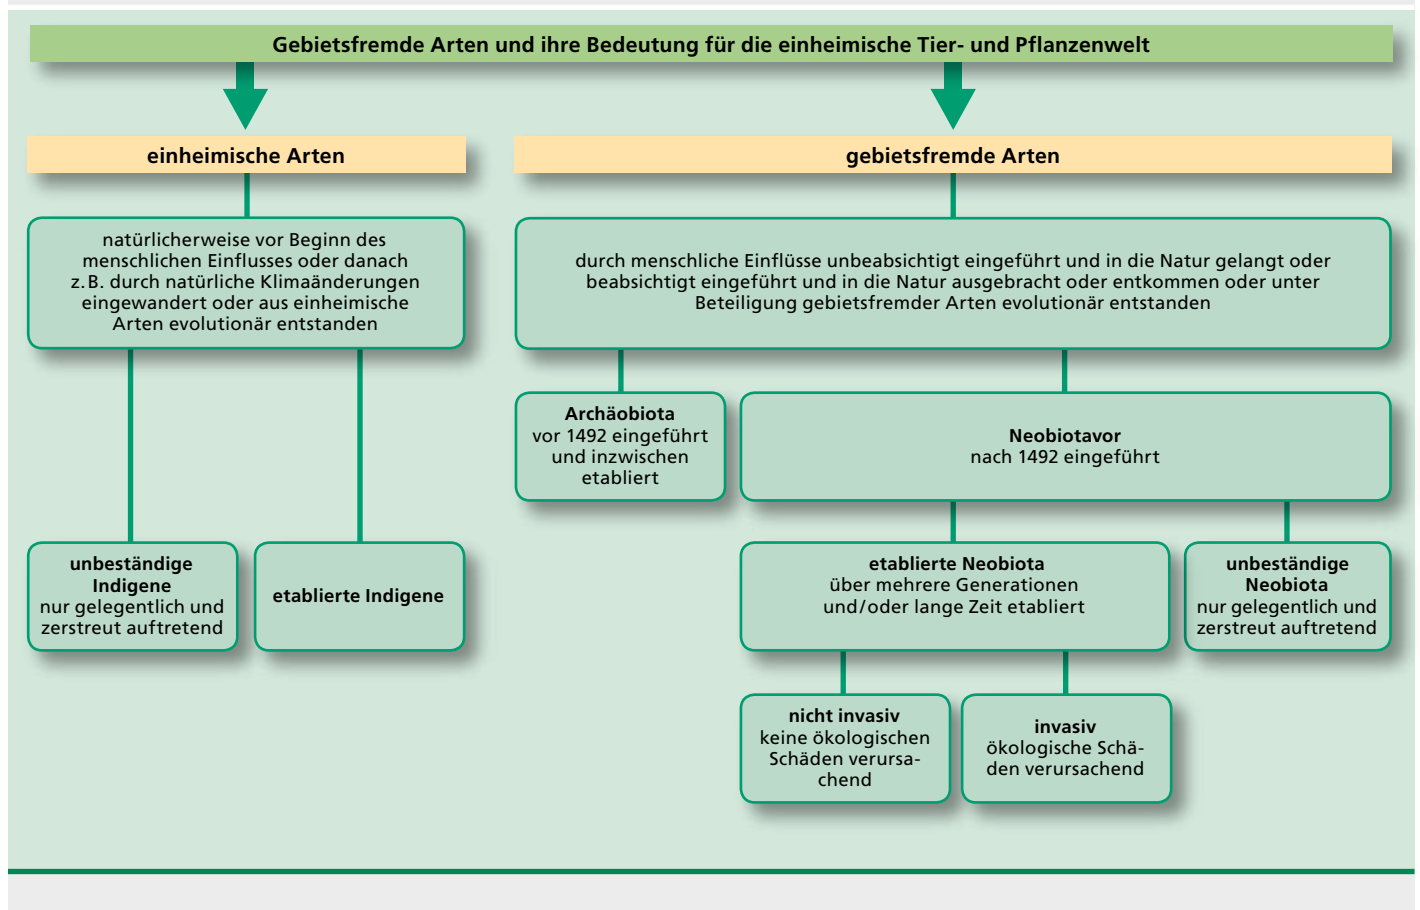 Gebietsfremde Arten und ihre Bedeutung für die einheimische Tier- und Pflanzenwelt
einheimische Arten
natürlicherweise vor Beginn des
menschlichen Einflusses oder danach
z. B. durch natürliche Klimaänderungen
eingewandert oder aus einheimische
Arten evolutionär entstanden
unbeständige
Indigene
nur gelegentlich und
zerstreut auftretend
etablierte Indigene
gebietsfremde Arten
durch menschliche Einflüsse unbeabsichtigt eingeführt und in die Natur gelangt oder
beabsichtigt eingeführt und in die Natur ausgebracht oder entkommen oder unter
Beteiligung gebietsfremder Arten evolutionär entstanden
Archäobiota
vor 1492 eingeführt
und inzwischen
etabliert
Neobiotavor
nach 1492 eingeführt
etablierte Neobiota
über mehrere Generationen
und/oder lange Zeit etabliert
unbeständige
Neobiota
nur gelegentlich und
zerstreut auftretend
nicht invasiv
keine ökologischen
Schäden verursa-
chend
invasiv
ökologische Schä-
den verursachend